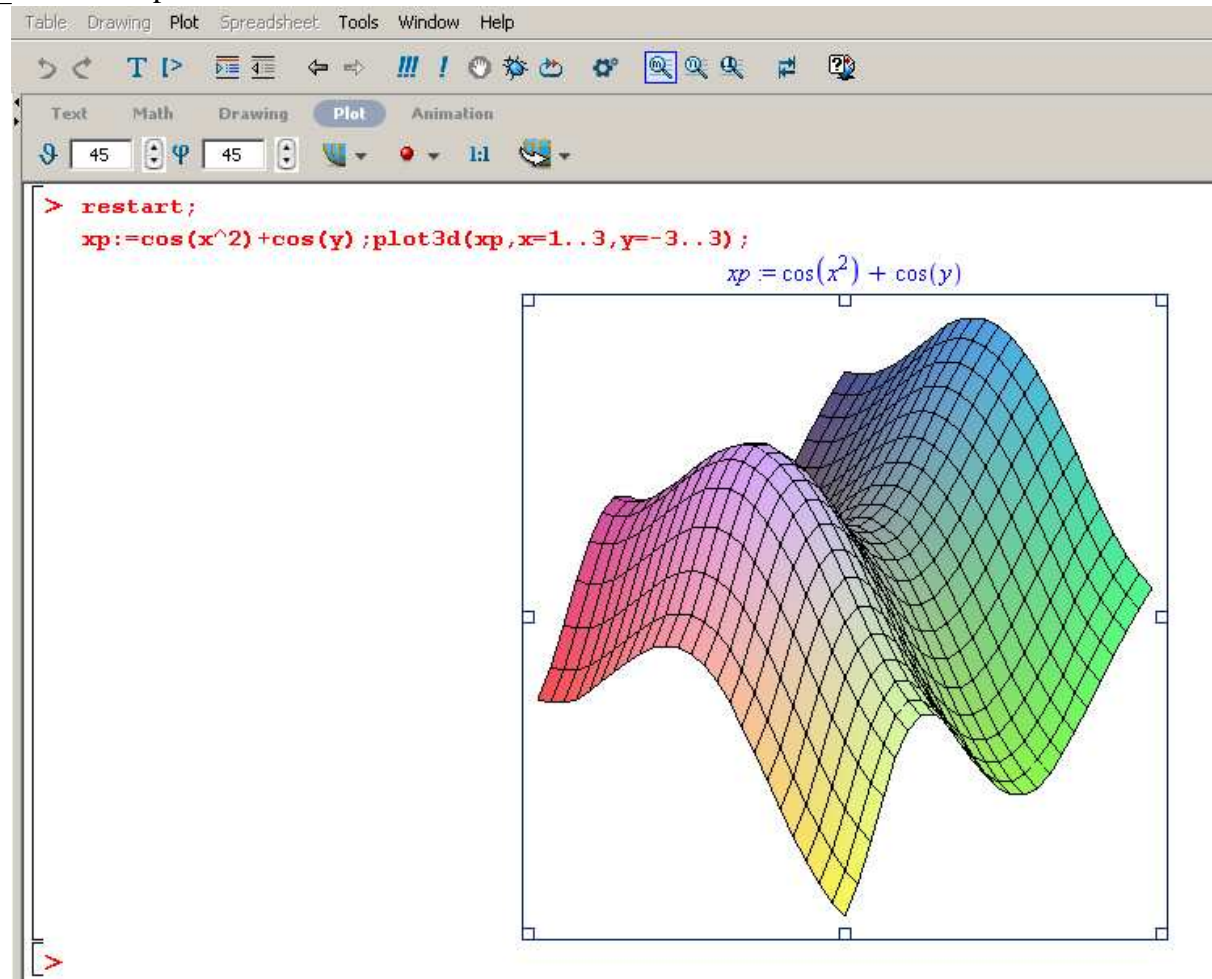 Table Drawing Plot Spreadsheet Tools Window Help
T [> !!! !
Text Math Drawing Plot Animation
ϑ 45 φ 45 1:1
> restart;
xp:=cos(x^2)+cos(y);plot3d(xp,x=1..3,y=-3..3);
xp := cos(x²) + cos(y)
>